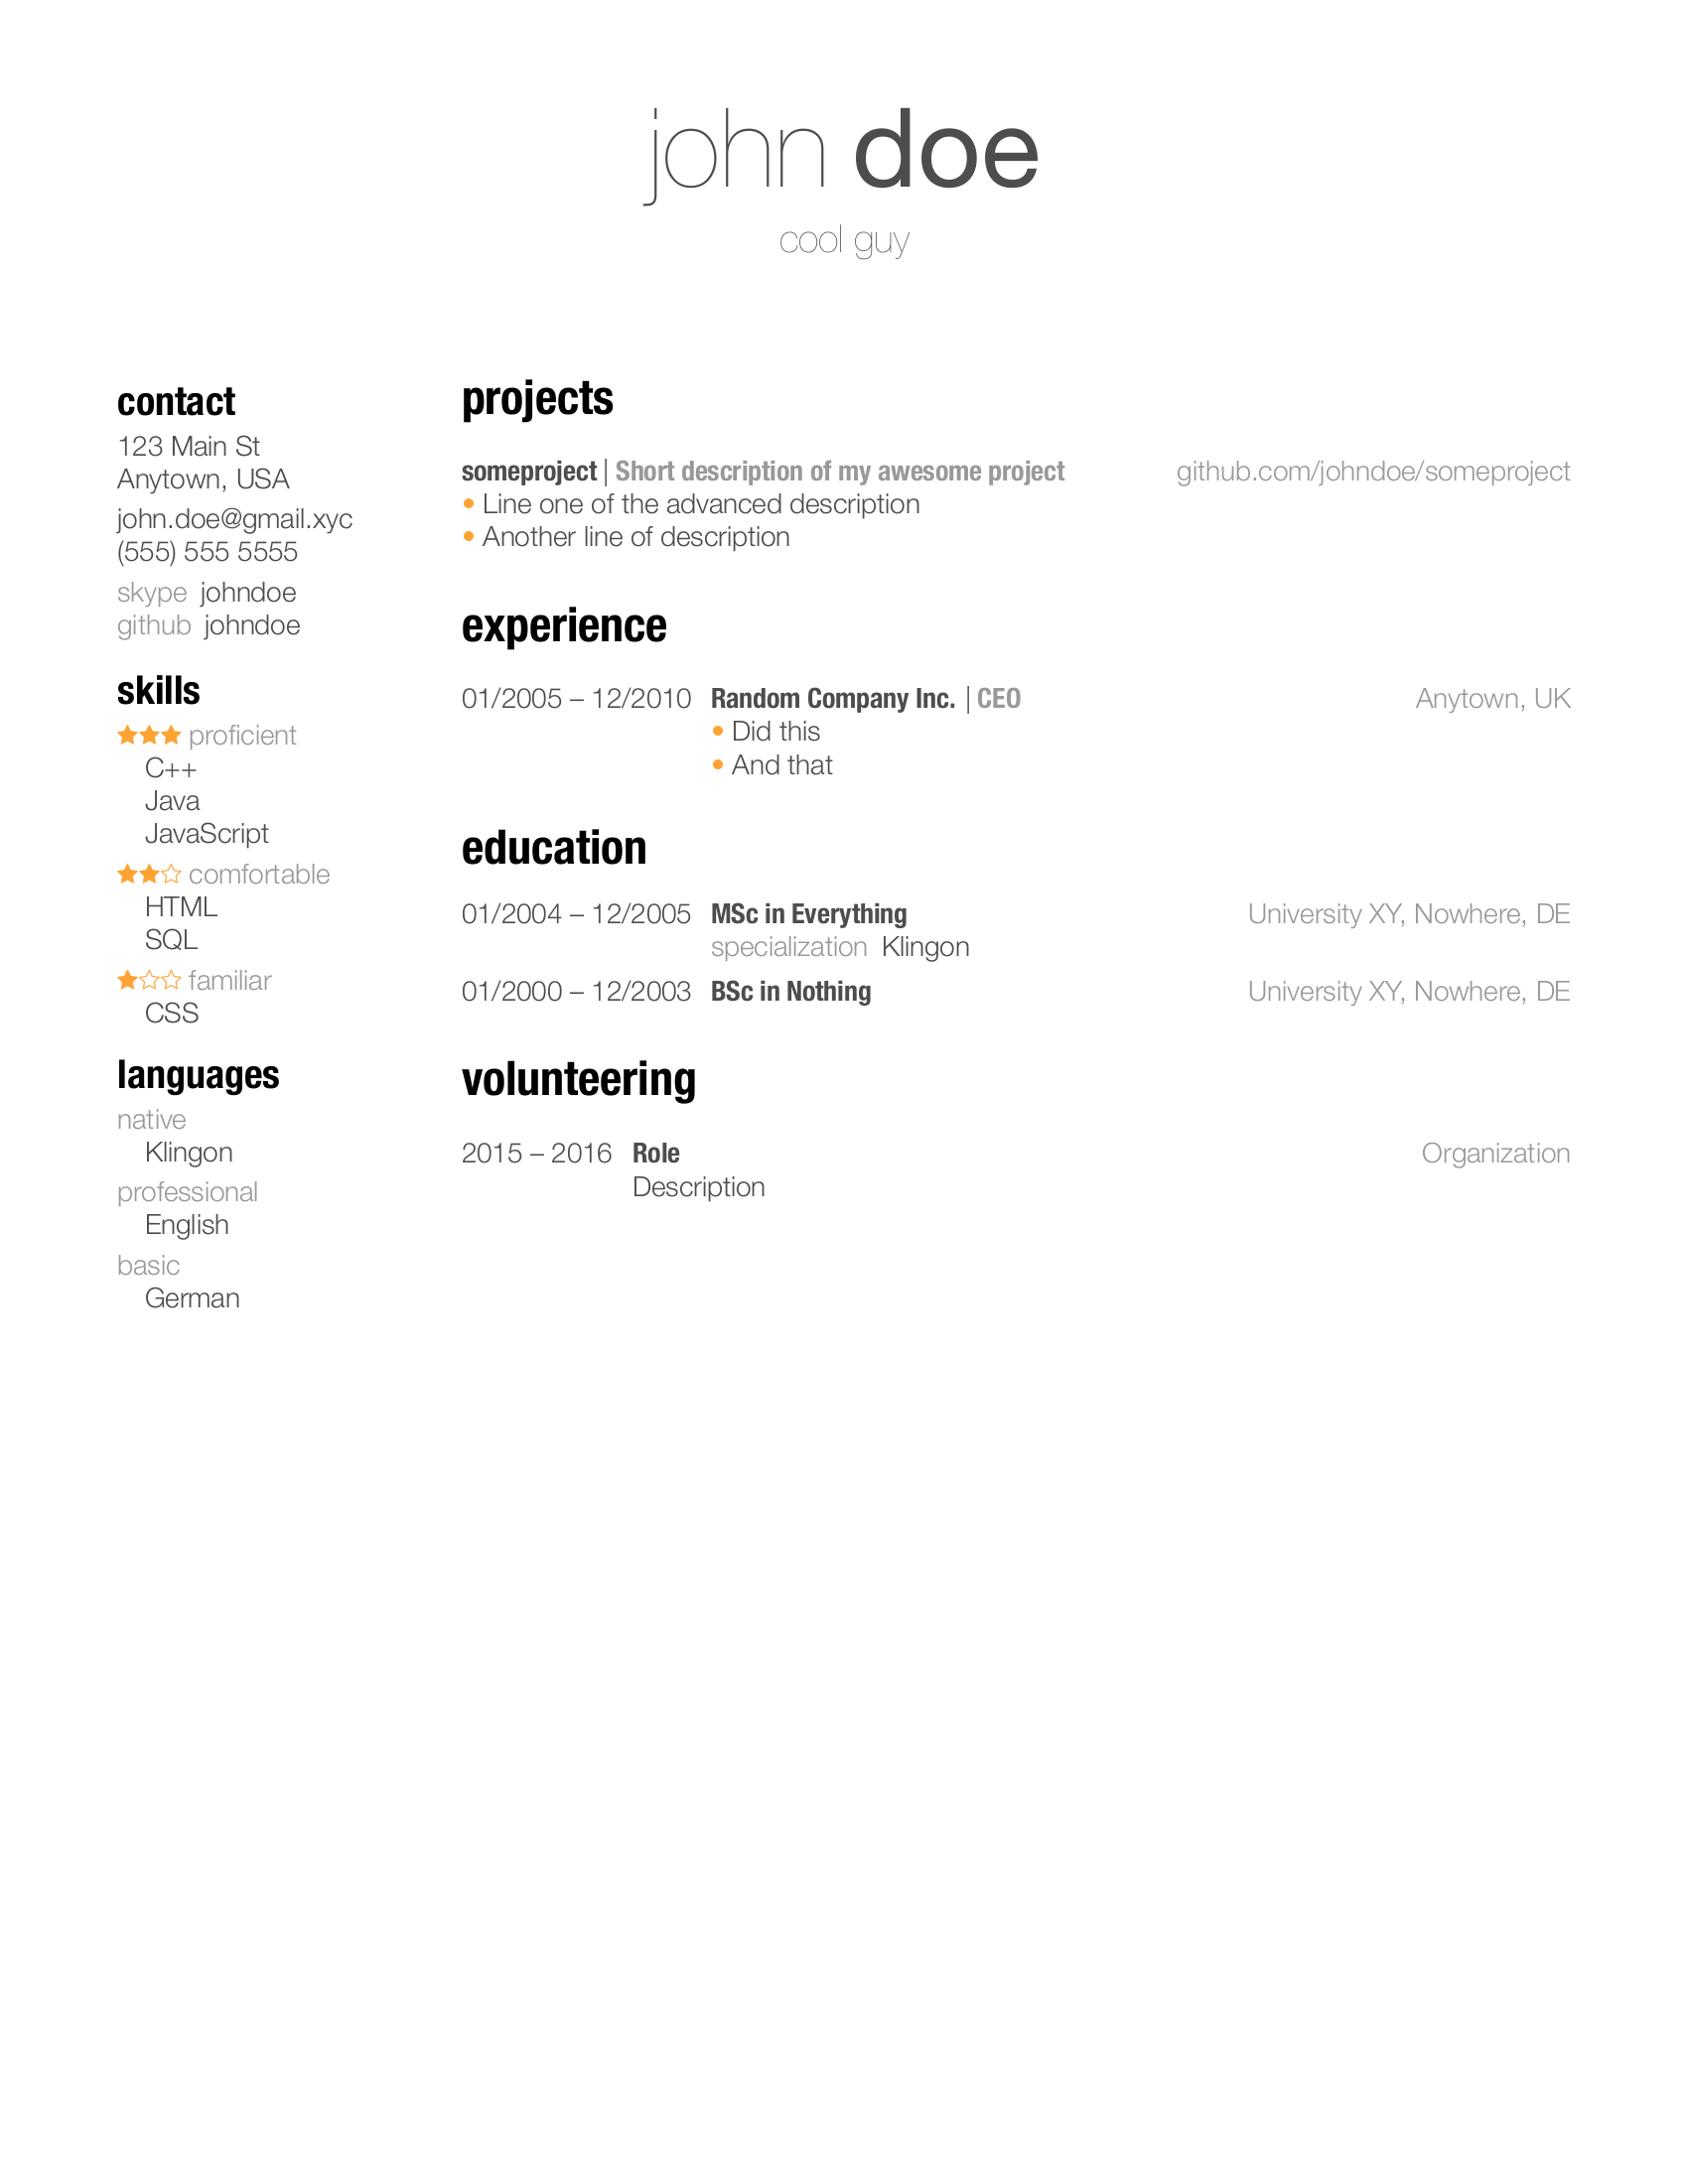 john doe
cool guy
contact
123 Main St
Anytown, USA
john.doe@gmail.xyc
(555) 555 5555
skype johndoe
github johndoe
skills
★★★ proficient
C++
Java
JavaScript
★★☆ comfortable
HTML
SQL
★☆☆ familiar
CSS
languages
native
Klingon
professional
English
basic
German
projects
someproject | Short description of my awesome project github.com/johndoe/someproject
• Line one of the advanced description
• Another line of description
experience
01/2005 – 12/2010 Random Company Inc. | CEO Anytown, UK
• Did this
• And that
education
01/2004 – 12/2005 MSc in Everything University XY, Nowhere, DE
specialization Klingon
01/2000 – 12/2003 BSc in Nothing University XY, Nowhere, DE
volunteering
2015 – 2016 Role Organization
Description